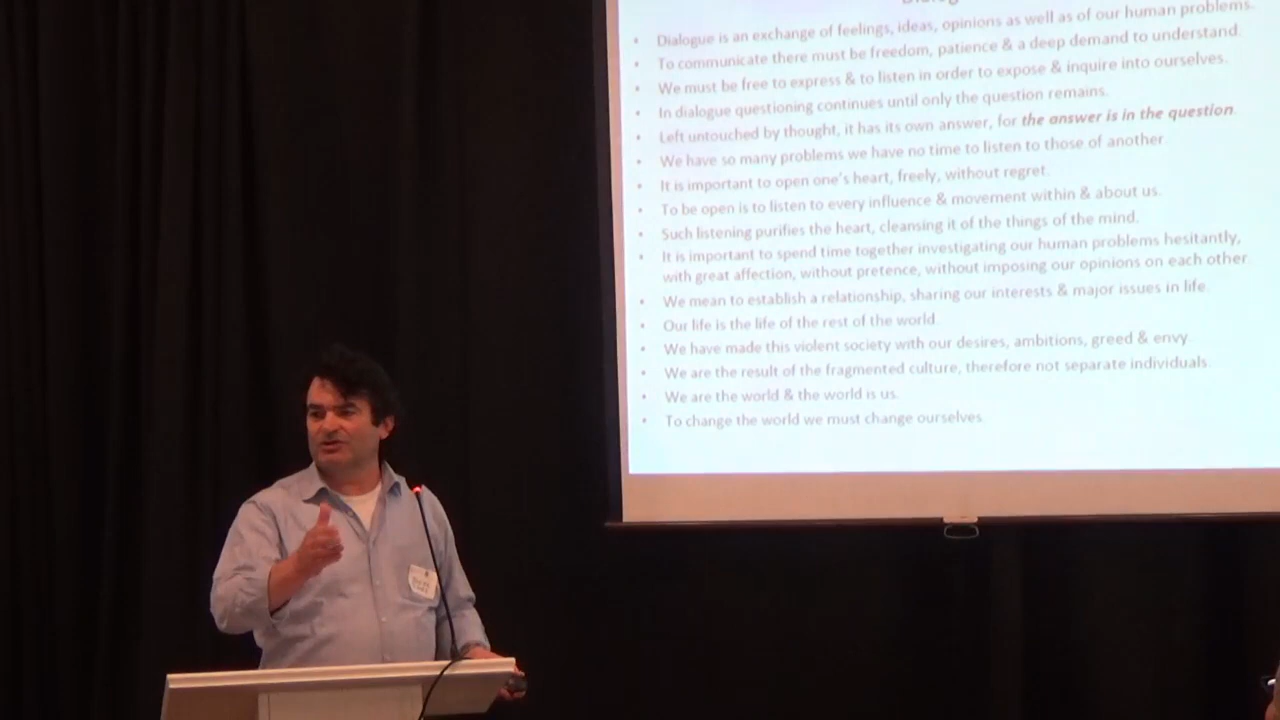 • Dialogue is an exchange of feelings, ideas, opinions as well as of our human problems.
• To communicate there must be freedom, patience & a deep demand to understand.
• We must be free to express & to listen in order to expose & inquire into ourselves.
• In dialogue questioning continues until only the question remains.
• Left untouched by thought, it has its own answer, for the answer is in the question.
• We have so many problems we have no time to listen to those of another
• It is important to open one's heart, freely, without regret.
• To be open is to listen to every influence & movement within & about us.
• Such listening purifies the heart, cleansing it of the things of the mind.
• It is important to spend time together investigating our human problems hesitantly,
with great affection, without pretence, without imposing our opinions on each other.
• We mean to establish a relationship, sharing our interests & major issues in life.
• Our life is the life of the rest of the world.
• We have made this violent society with our desires, ambitions, greed & envy
• We are the result of the fragmented culture, therefore not separate individuals.
• We are the world & the world is us.
• To change the world we must change ourselves.